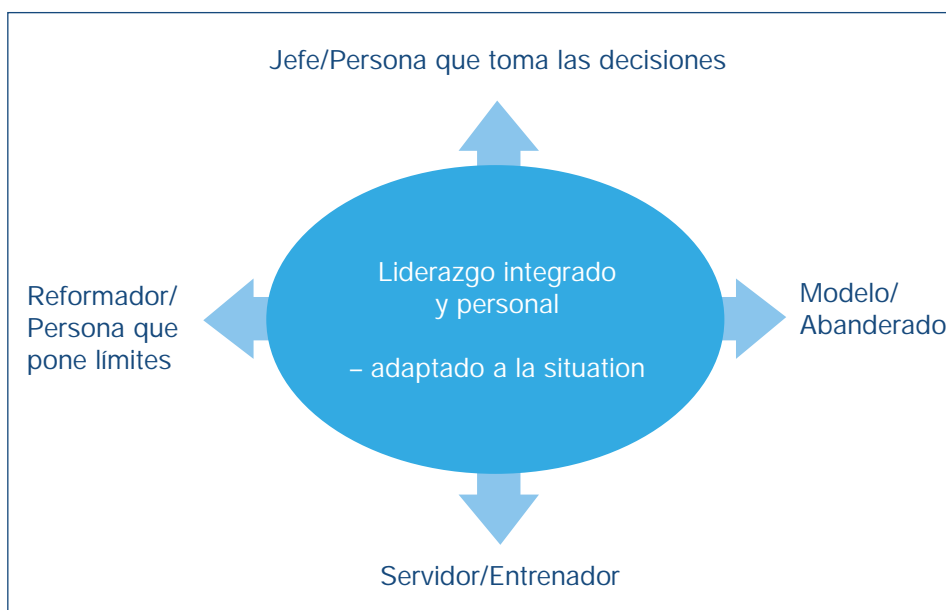 Jefe/Persona que toma las decisiones
Liderazgo integrado
y personal
– adaptado a la situation
Reformador/
Persona que
pone límites
Modelo/
Abanderado
Servidor/Entrenador